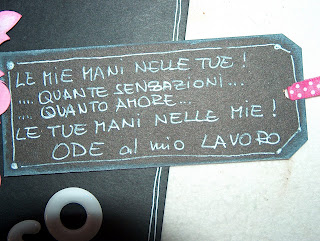 LE MIE MANI NELLE TUE!
.... QUANTE SENSAZIONI...
.... QUANTO AMORE...
LE TUE MANI NELLE MIE!
ODE al mio LAVORO